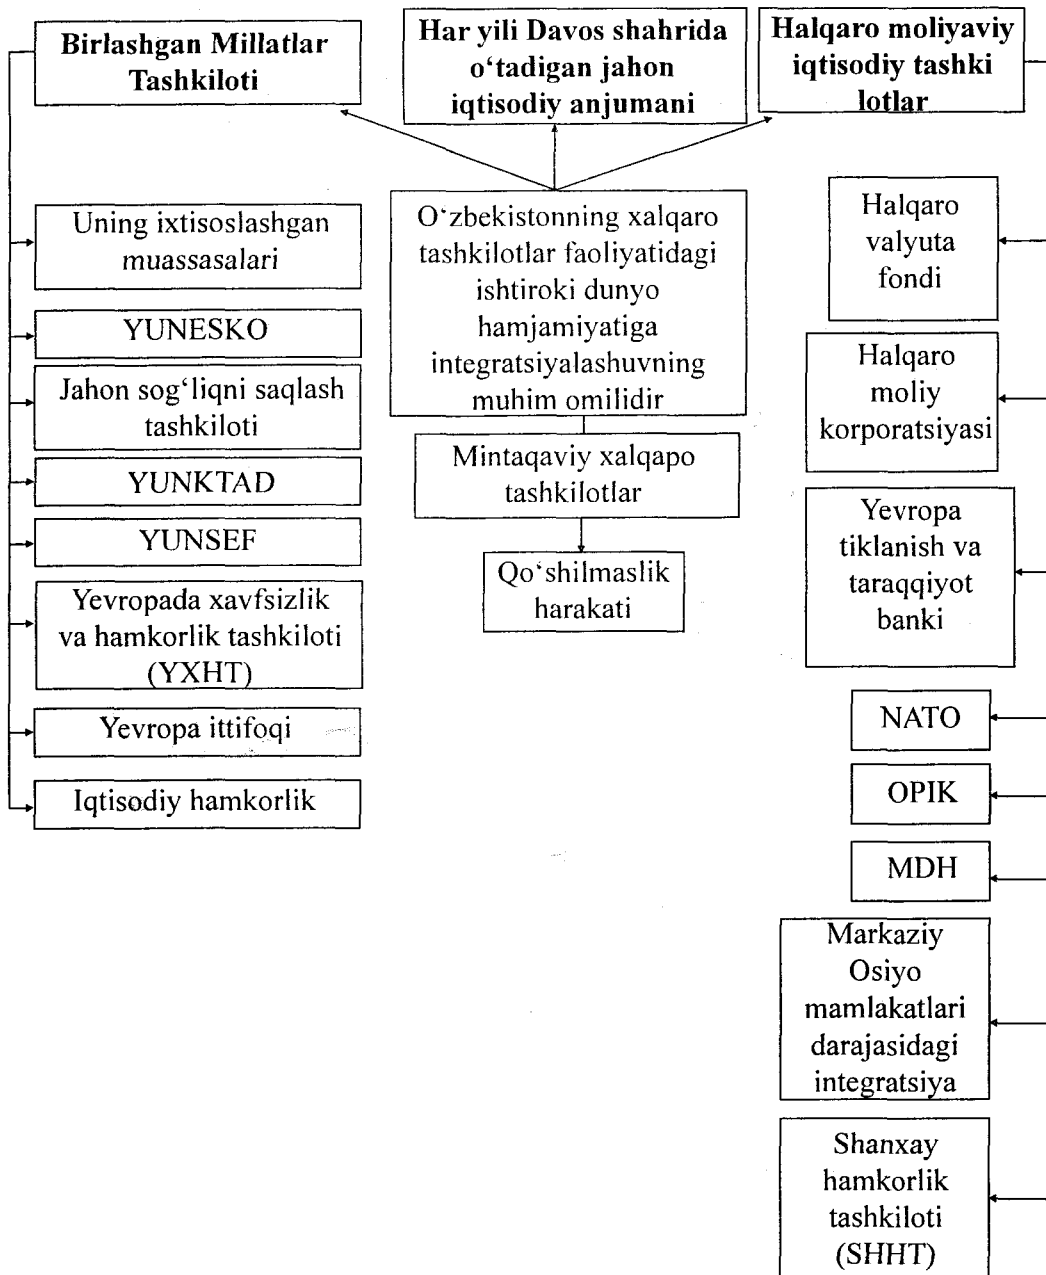 Birlashgan Millatlar
Tashkiloti
Har yili Davos shahrida
o‘tadigan jahon
iqtisodiy anjumani
Halqaro moliyaviy
iqtisodiy tashki
lotlar
Uning ixtisoslashgan
muassasalari
YUNESKO
Jahon sog‘liqni saqlash
tashkiloti
YUNKTAD
YUNSEF
Yevropada xavfsizlik
va hamkorlik tashkiloti
(YXHT)
Yevropa ittifoqi
Iqtisodiy hamkorlik
O‘zbekistonning xalqaro
tashkilotlar faoliyatidagi
ishtiroki dunyo
hamjamiyatiga
integratsiyalashuvning
muhim omilidir
Mintaqaviy xalqapo
tashkilotlar
Qo‘shilmaslik
harakati
Halqaro
valyuta
fondi
Halqaro
moliy
korporatsiyasi
Yevropa
tiklanish va
taraqqiyot
banki
NATO
OPIK
MDH
Markaziy
Osiyo
mamlakatlari
darajasidagi
integratsiya
Shanxay
hamkorlik
tashkiloti
(SHHT)